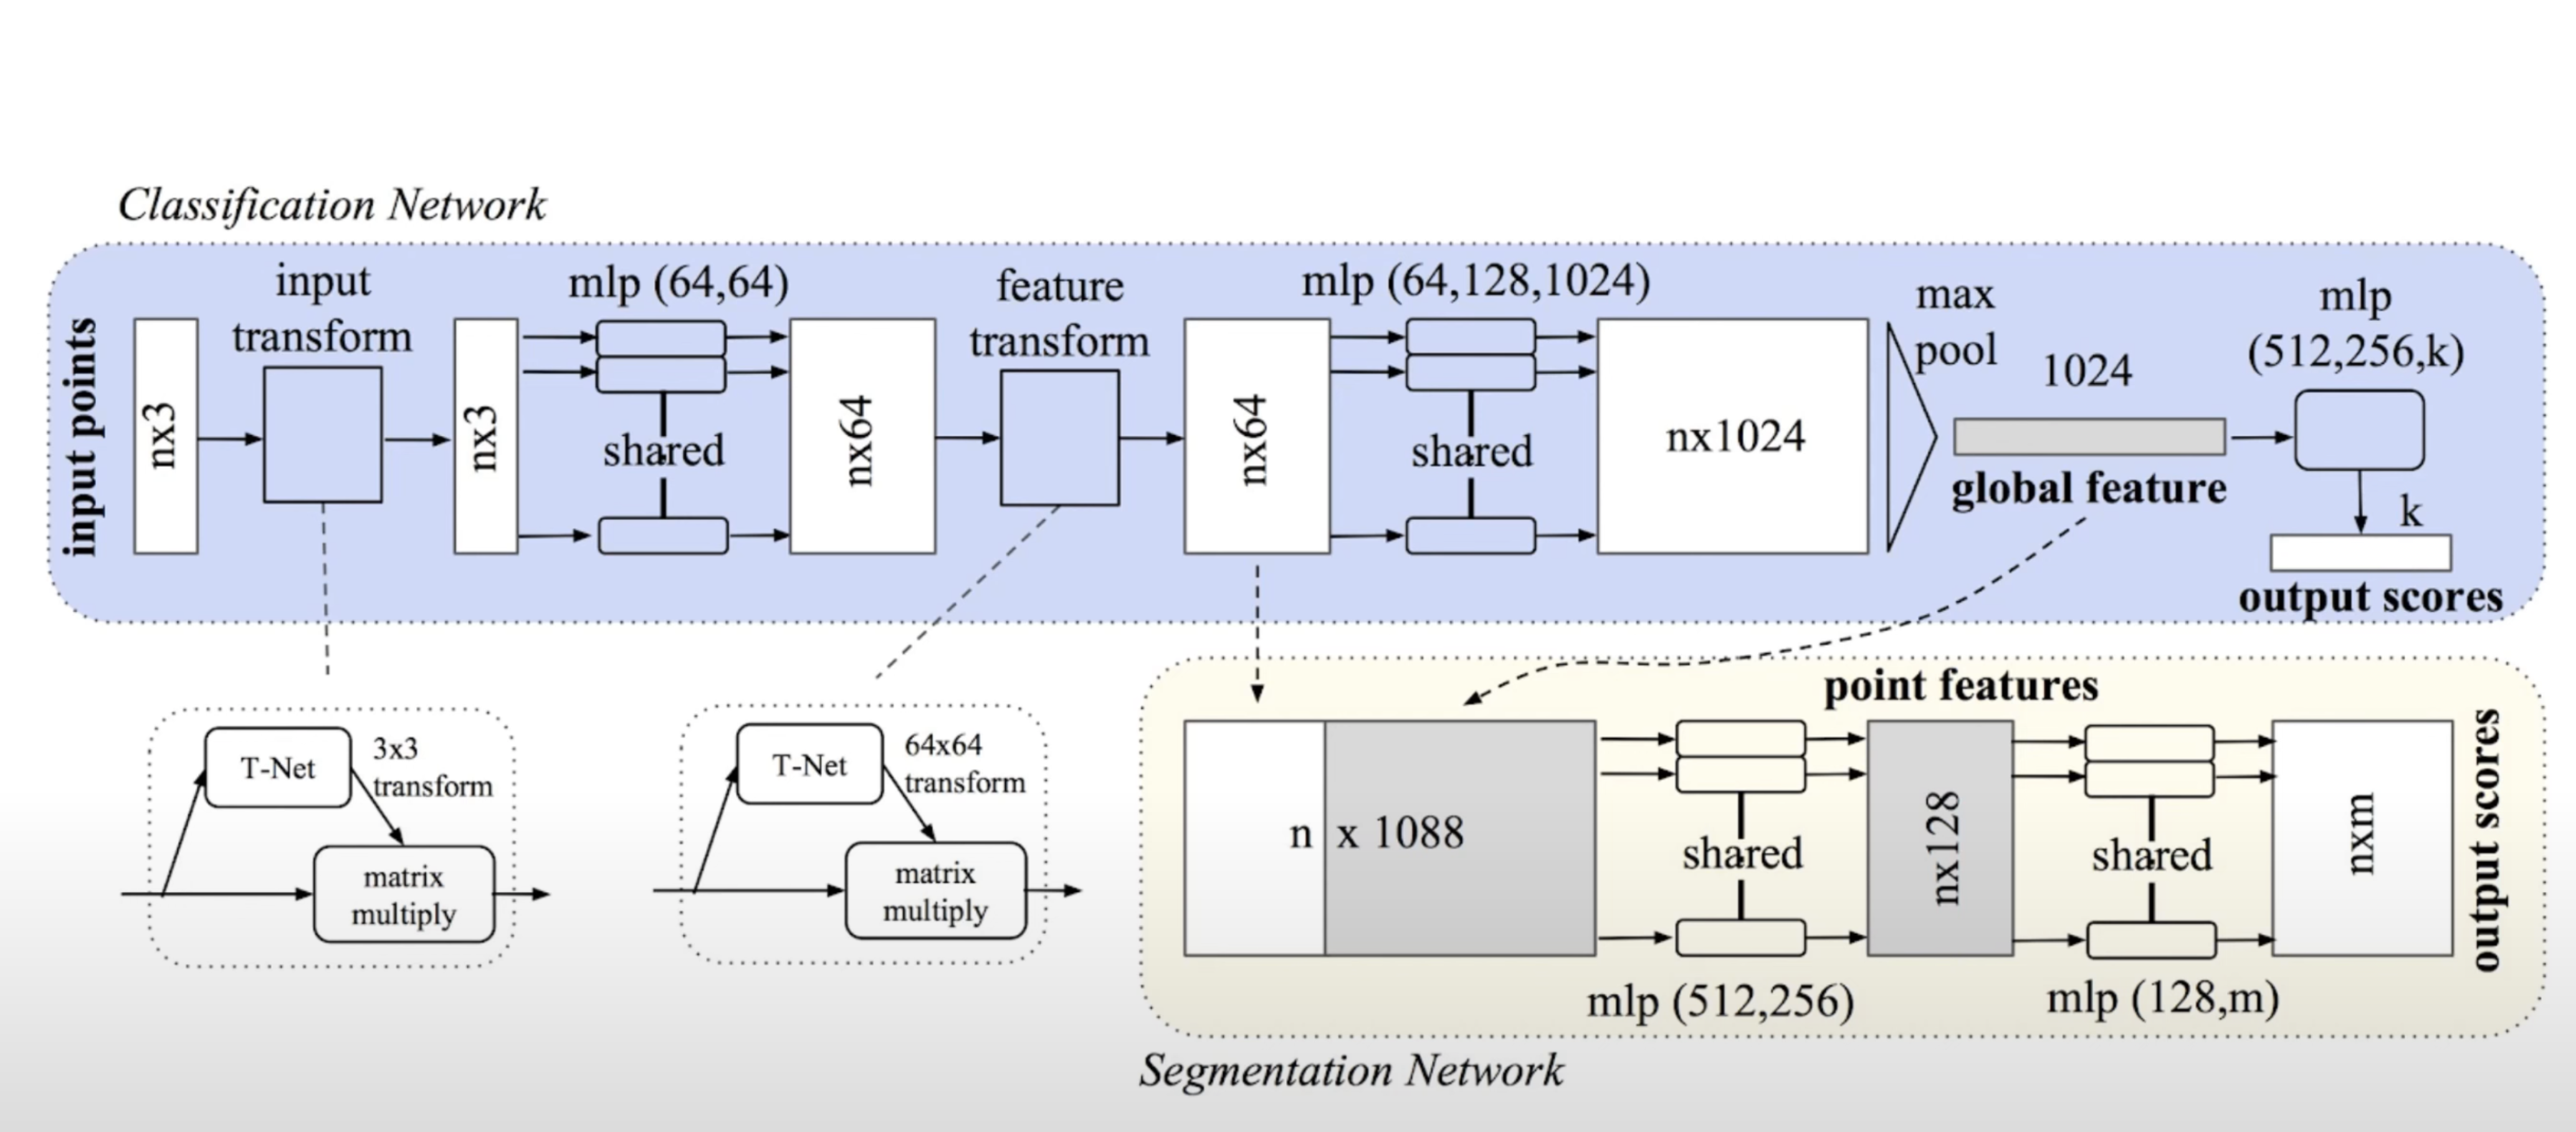 Classification Network
input points
nx3
input
transform
nx3
mlp (64,64)
shared
nx64
feature
transform
nx64
mlp (64,128,1024)
shared
nx1024
max
pool
1024
global feature
mlp
(512,256,k)
k
output scores
T-Net
3x3
transform
matrix
multiply
T-Net
64x64
transform
matrix
multiply
n x 1088
shared
mlp (512,256)
point features
nx128
shared
mlp (128,m)
nxm
output scores
Segmentation Network